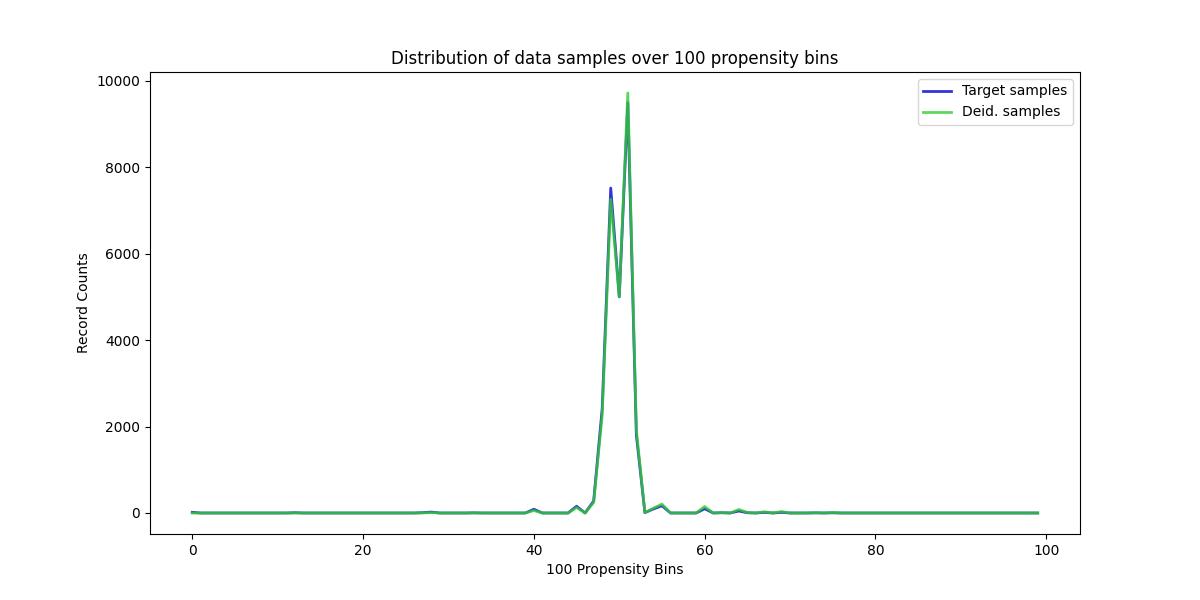 Distribution of data samples over 100 propensity bins
Target samples
Deid. samples
10000
8000
6000
4000
2000
0
Record Counts
0 20 40 60 80 100
100 Propensity Bins